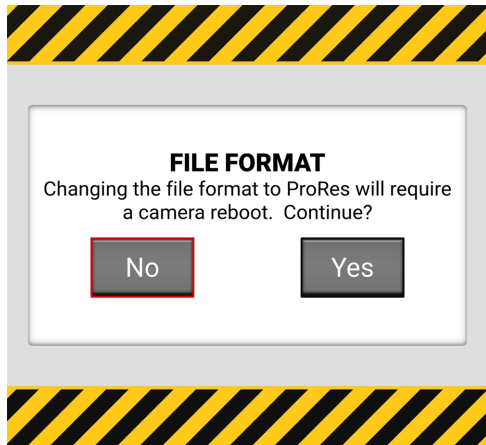 FILE FORMAT
Changing the file format to ProRes will require
a camera reboot.  Continue?
No
Yes